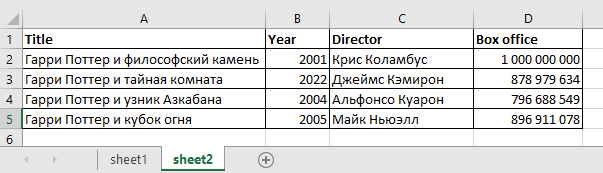 A B C D
1 Title Year Director Box office
2 Гарри Поттер и философский камень 2001 Крис Коламбус 1 000 000 000
3 Гарри Поттер и тайная комната 2022 Джеймс Кэмирон 878 979 634
4 Гарри Поттер и узник Азкабана 2004 Альфонсо Куарон 796 688 549
5 Гарри Поттер и кубок огня 2005 Майк Ньюэлл 896 911 078
6
sheet1 sheet2